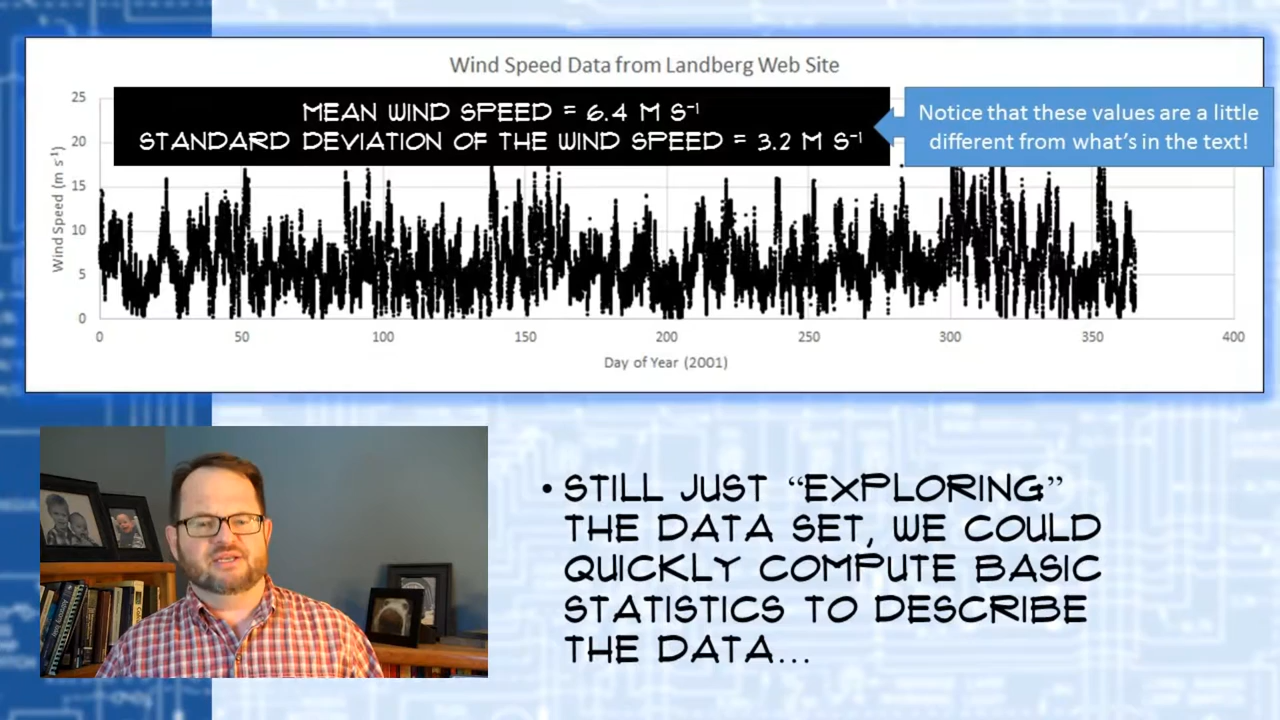 Wind Speed Data from Landberg Web Site
MEAN WIND SPEED = 6.4 M S⁻¹
STANDARD DEVIATION OF THE WIND SPEED = 3.2 M S⁻¹
Notice that these values are a little
different from what's in the text!
Wind Speed (m s⁻¹)
25
20
15
10
5
0
0 50 100 150 200 250 300 350 400
Day of Year (2001)
• STILL JUST “EXPLORING”
THE DATA SET, WE COULD
QUICKLY COMPUTE BASIC
STATISTICS TO DESCRIBE
THE DATA...